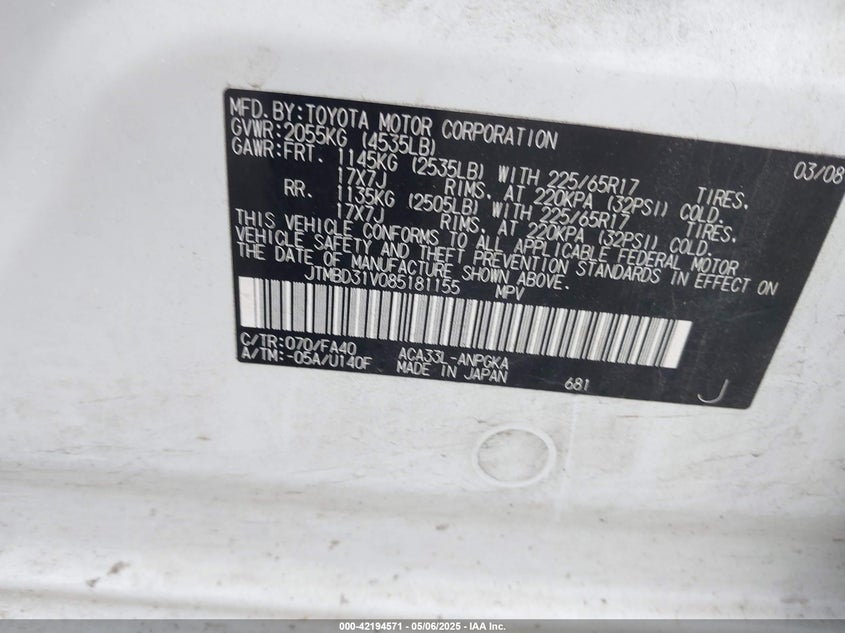 MFD.BY:TOYOTA MOTOR CORPORATION 03/08
GVWR:2055KG (4535LB)
GAWR:FRT. 1145KG (2535LB) WITH 225/65R17 TIRES.
17X7J RIMS. AT 220KPA (32PSI) COLD.
RR. 1135KG (2505LB) WITH 225/65R17 TIRES.
17X7J RIMS. AT 220KPA (32PSI) COLD.
THIS VEHICLE CONFORMS TO ALL APPLICABLE FEDERAL MOTOR
VEHICLE SAFETY AND THEFT PREVENTION STANDARDS IN EFFECT ON
THE DATE OF MANUFACTURE SHOWN ABOVE.
JTMBD31V085181155 MPV
C/TR:070/FA40 ACA33L-ANPGKA
A/TM:-05A/U140F MADE IN JAPAN 681 J
000-42194571 - 05/06/2025 - IAA Inc.